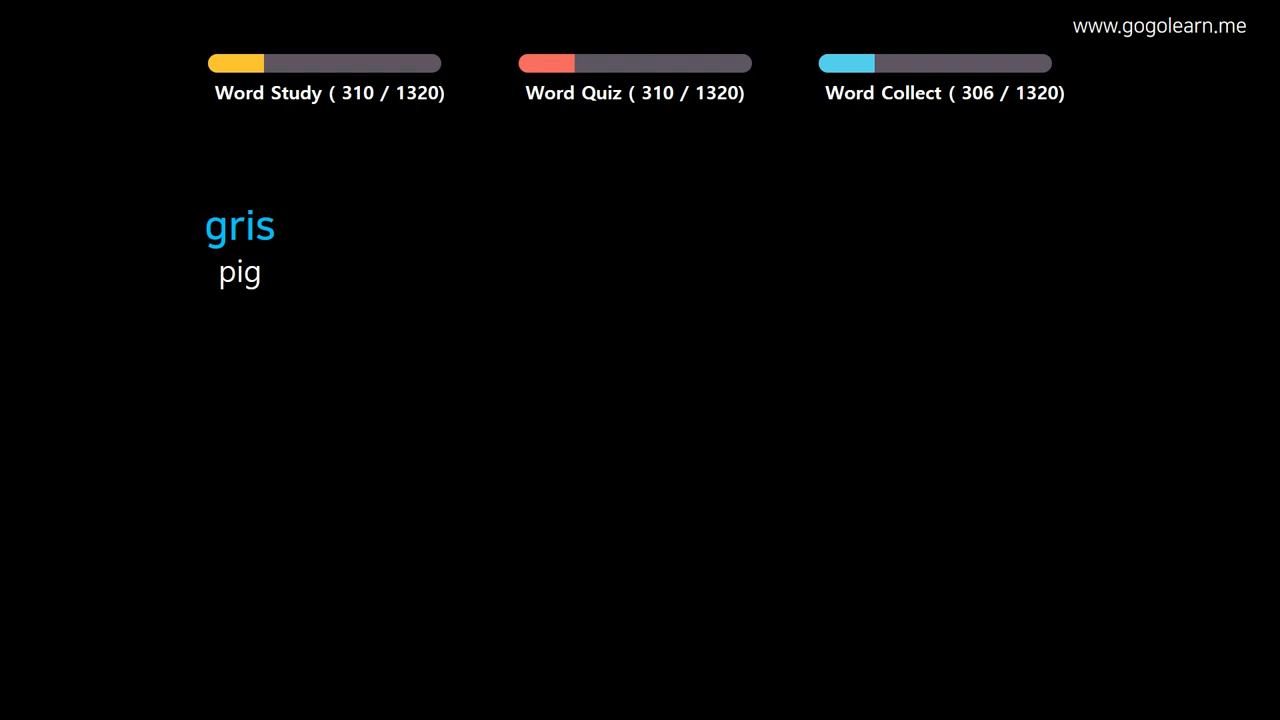 www.gogolearn.me
Word Study ( 310 / 1320)
Word Quiz ( 310 / 1320)
Word Collect ( 306 / 1320)
gris
pig